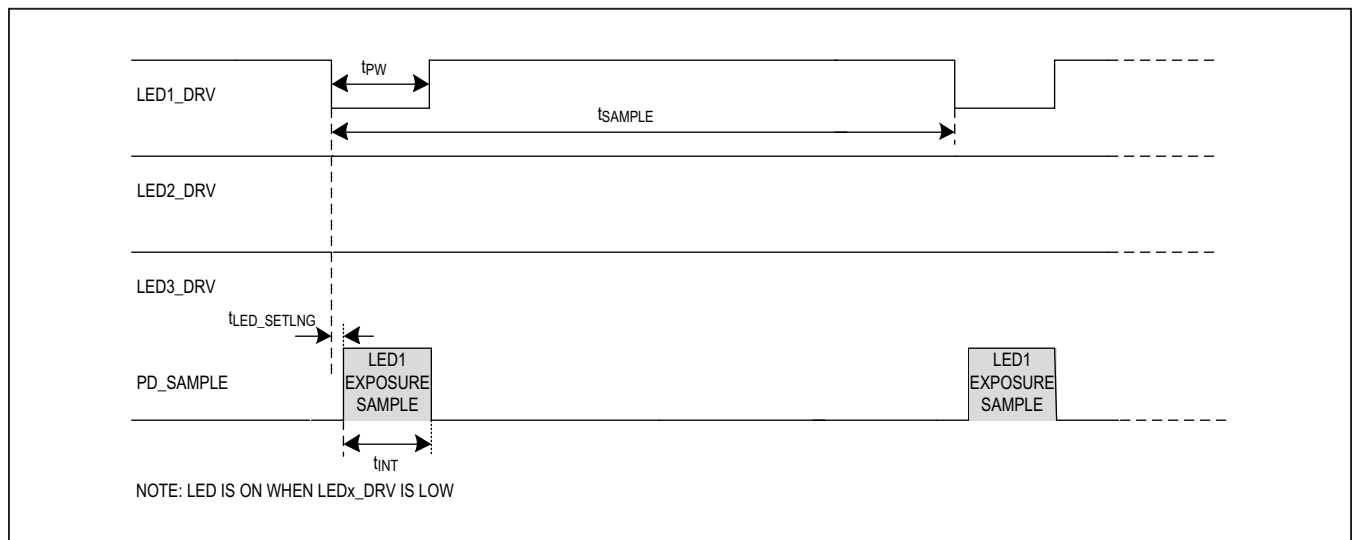 tPW
LED1_DRV
tSAMPLE
LED2_DRV
LED3_DRV
tLED_SETLNG
LED1
EXPOSURE
SAMPLE
LED1
EXPOSURE
SAMPLE
PD_SAMPLE
tINT
NOTE: LED IS ON WHEN LEDx_DRV IS LOW